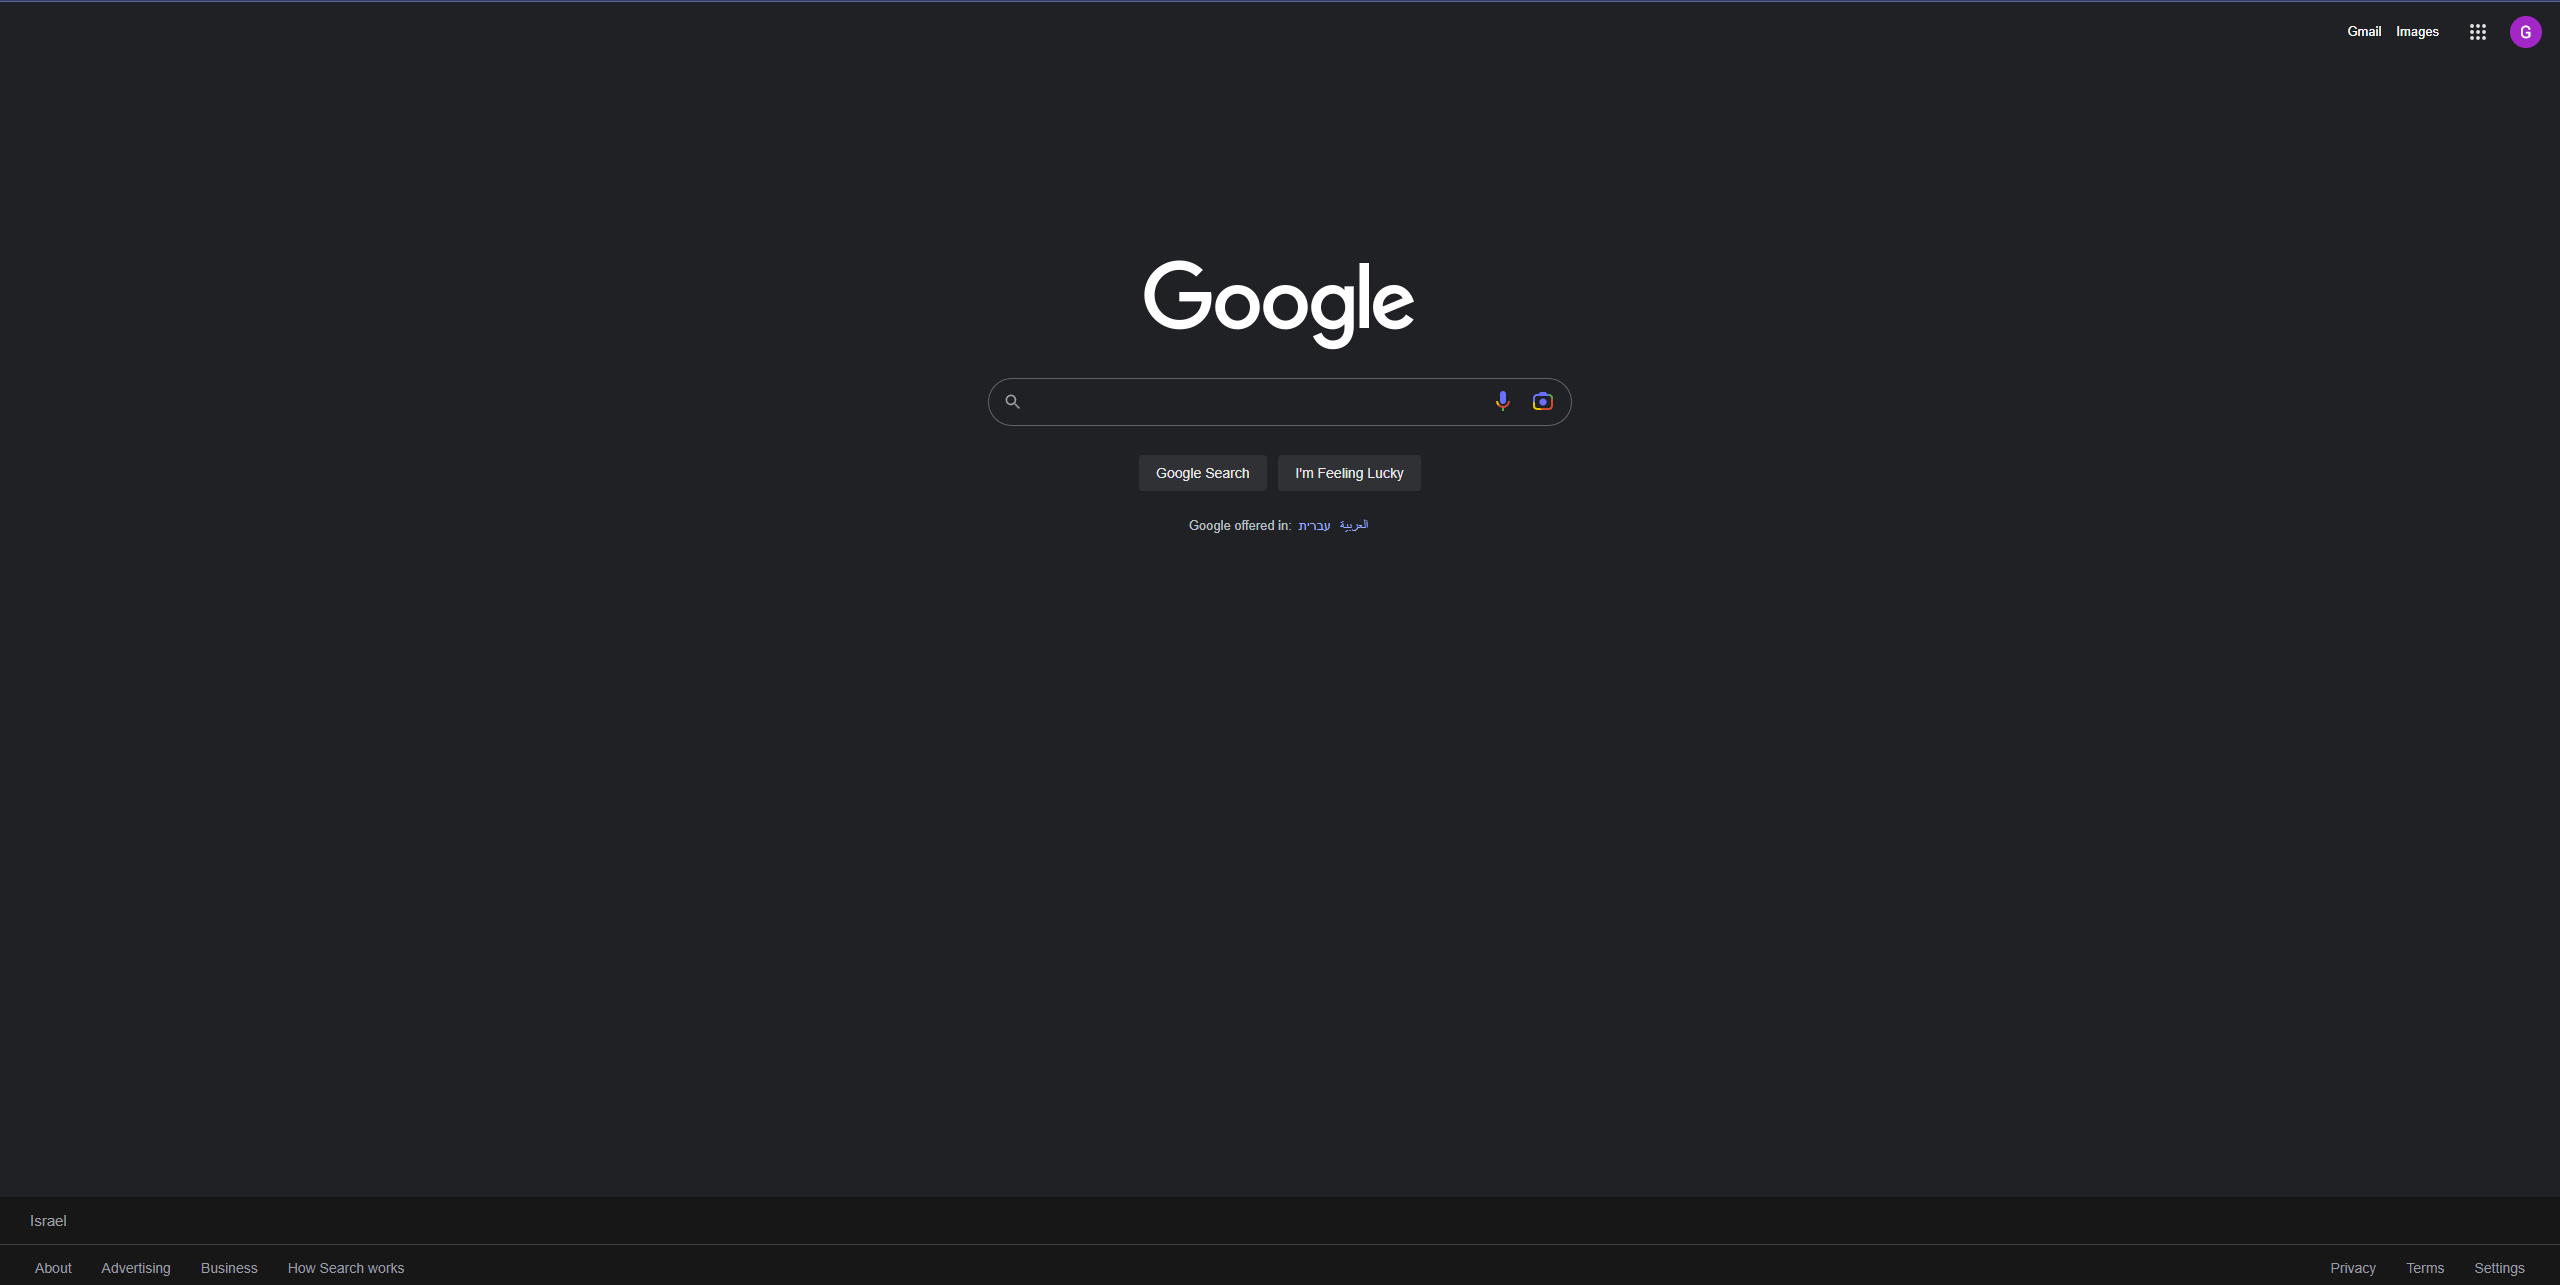 Gmail Images G
Google
Google Search I'm Feeling Lucky
Google offered in: עברית العربية
Israel
About Advertising Business How Search works Privacy Terms Settings